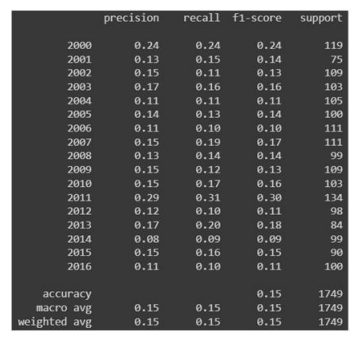 precision recall f1-score support
2000 0.24 0.24 0.24 119
2001 0.13 0.15 0.14 75
2002 0.15 0.11 0.13 109
2003 0.17 0.16 0.16 103
2004 0.11 0.11 0.11 105
2005 0.14 0.13 0.14 100
2006 0.11 0.10 0.10 111
2007 0.15 0.19 0.17 111
2008 0.13 0.14 0.14 99
2009 0.15 0.12 0.13 109
2010 0.15 0.17 0.16 103
2011 0.29 0.31 0.30 134
2012 0.12 0.10 0.11 98
2013 0.17 0.20 0.18 84
2014 0.08 0.09 0.09 99
2015 0.15 0.16 0.15 90
2016 0.11 0.10 0.11 100
accuracy 0.15 1749
macro avg 0.15 0.15 0.15 1749
weighted avg 0.15 0.15 0.15 1749